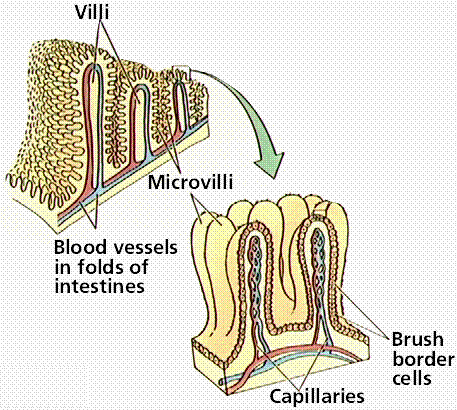 Villi
Microvilli
Blood vessels
in folds of
intestines
Brush
border
cells
Capillaries